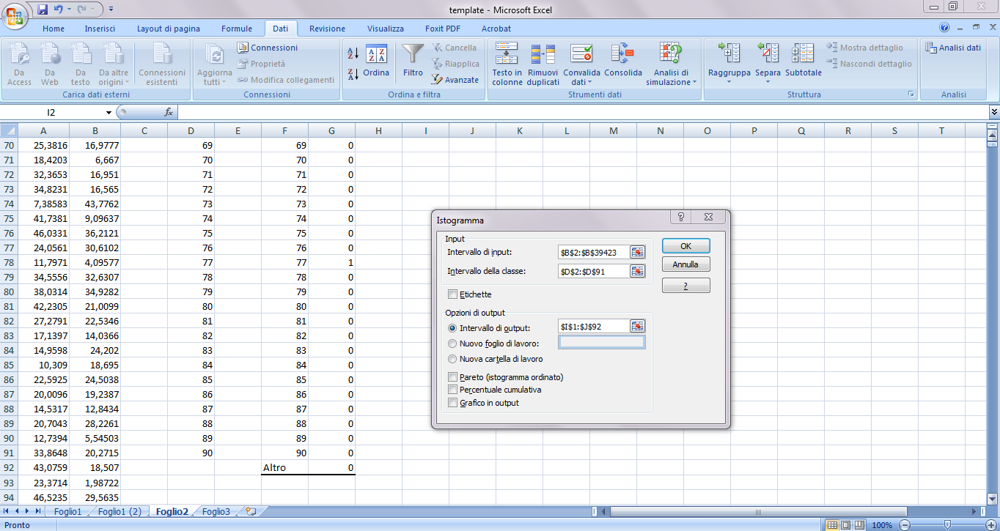 template - Microsoft Excel
Home Inserisci Layout di pagina Formule Dati Revisione Visualizza Foxit PDF Acrobat
Da Access
Da Web
Da testo
Da altre origini
Connessioni esistenti
Carica dati esterni
Aggiorna tutti
Connessioni
Proprietà
Modifica collegamenti
Connessioni
Ordina
Filtro
Cancella
Riapplica
Avanzate
Ordina e filtra
Testo in colonne
Rimuovi duplicati
Convalida dati
Consolida
Analisi di simulazione
Strumenti dati
Raggruppa
Separa
Subtotale
Mostra dettaglio
Nascondi dettaglio
Struttura
Analisi dati
Analisi
I2 fx
A B C D E F G H I J K L M N O P Q R S T
70 25,3816 16,9777 69 69 0
71 18,4203 6,667 70 70 0
72 32,3653 16,951 71 71 0
73 34,8231 16,565 72 72 0
74 7,38583 43,7762 73 73 0
75 41,7381 9,09637 74 74 0
76 46,0331 36,2121 75 75 0
77 24,0561 30,6102 76 76 0
78 11,7971 4,09577 77 77 1
79 34,5556 32,6307 78 78 0
80 38,0314 34,9282 79 79 0
81 42,2305 21,0099 80 80 0
82 27,2791 22,5346 81 81 0
83 17,1397 14,0366 82 82 0
84 14,9598 24,202 83 83 0
85 10,309 18,695 84 84 0
86 22,5925 24,5038 85 85 0
87 20,0096 19,2387 86 86 0
88 14,5317 12,8434 87 87 0
89 20,7043 28,2261 88 88 0
90 12,7394 5,54503 89 89 0
91 33,8648 20,2715 90 90 0
92 43,0759 18,507 Altro 0
93 23,3714 1,98722
94 46,5235 29,5635
Istogramma ?
Input
Intervallo di input: $B$2:$B$39423
Intervallo della classe: $D$2:$D$91
Etichette
Opzioni di output
Intervallo di output: $I$1:$J$92
Nuovo foglio di lavoro:
Nuova cartella di lavoro
Pareto (istogramma ordinato)
Percentuale cumulativa
Grafico in output
OK
Annulla
?
Foglio1 Foglio1 (2) Foglio2 Foglio3
Pronto 100%